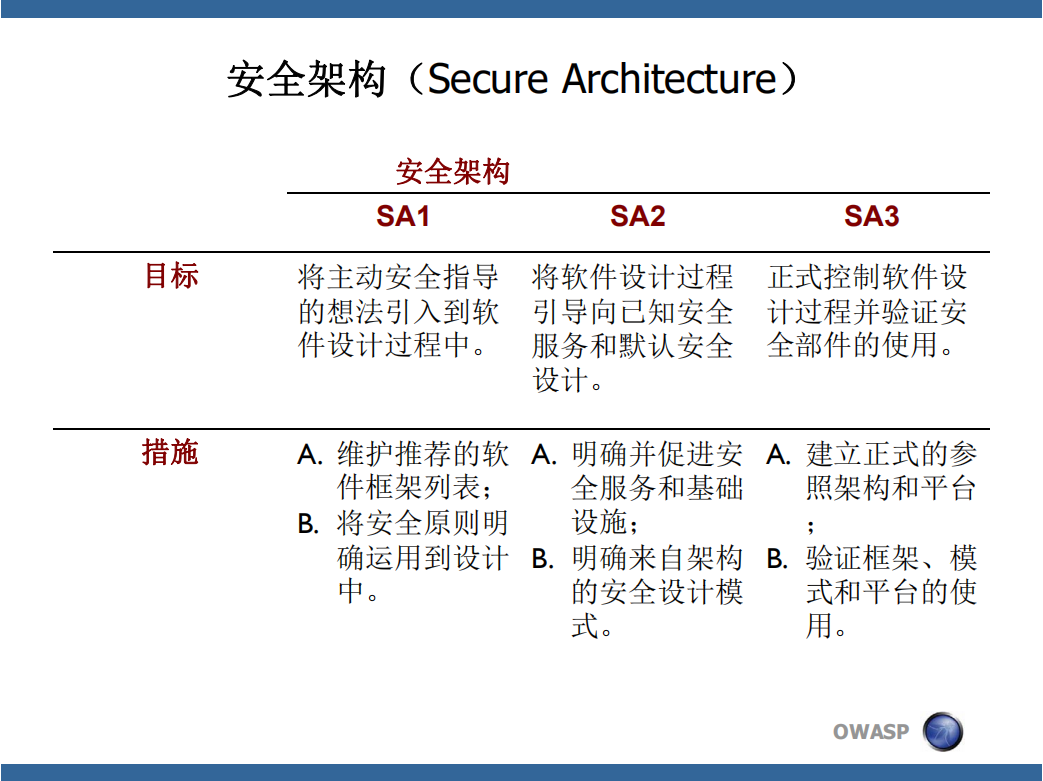 安全架构（Secure Architecture）
安全架构
SA1
SA2
SA3
目标
将主动安全指导
的想法引入到软
件设计过程中。
将软件设计过程
引导向已知安全
服务和默认安全
设计。
正式控制软件设
计过程并验证安
全部件的使用。
措施
A. 维护推荐的软
件框架列表；
B. 将安全原则明
确运用到设计
中。
A. 明确并促进安
全服务和基础
设施；
B. 明确来自架构
的安全设计模
式。
A. 建立正式的参
照架构和平台
；
B. 验证框架、模
式和平台的使
用。
OWASP